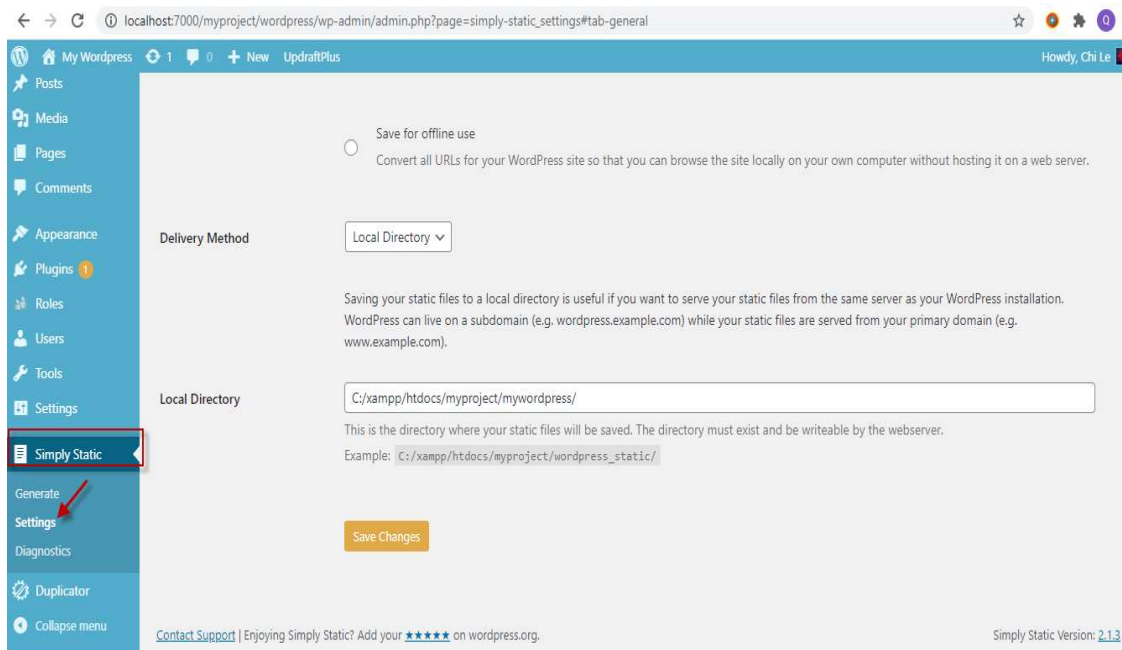 localhost:7000/myproject/wordpress/wp-admin/admin.php?page=simply-static_settings#tab-general
Q
My Wordpress 1 0 New UpdraftPlus
Howdy, Chi Le
Posts
Media
Pages
Comments
Appearance
Plugins 1
Roles
Users
Tools
Settings
Simply Static
Generate
Settings
Diagnostics
Duplicator
Collapse menu
Save for offline use
Convert all URLs for your WordPress site so that you can browse the site locally on your own computer without hosting it on a web server.
Delivery Method
Local Directory
Saving your static files to a local directory is useful if you want to serve your static files from the same server as your WordPress installation.
WordPress can live on a subdomain (e.g. wordpress.example.com) while your static files are served from your primary domain (e.g.
www.example.com).
Local Directory
C:/xampp/htdocs/myproject/mywordpress/
This is the directory where your static files will be saved. The directory must exist and be writeable by the webserver.
Example: C:/xampp/htdocs/myproject/wordpress_static/
Save Changes
Contact Support | Enjoying Simply Static? Add your ★★★★★ on wordpress.org.
Simply Static Version: 2.1.3